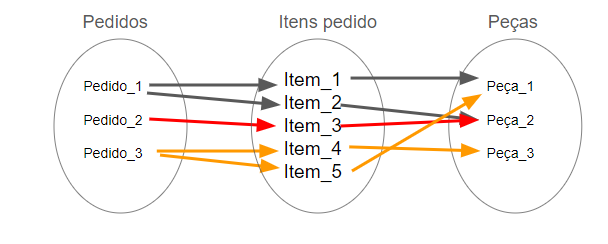 Pedidos
Itens pedido
Peças
Pedido_1
Pedido_2
Pedido_3
Item_1
Item_2
Item_3
Item_4
Item_5
Peça_1
Peça_2
Peça_3